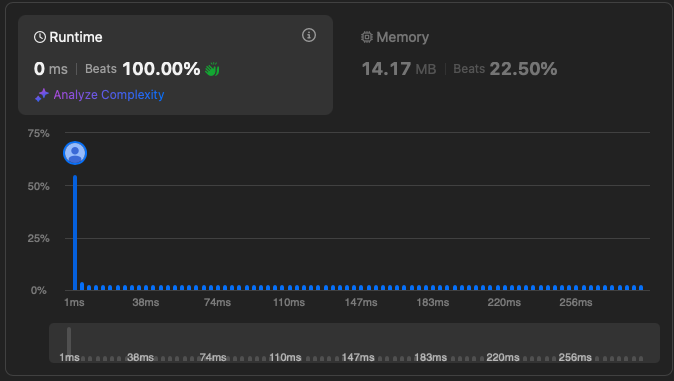 Runtime
0 ms | Beats 100.00%
Analyze Complexity
Memory
14.17 MB | Beats 22.50%
75%
50%
25%
0%
1ms 38ms 74ms 110ms 147ms 183ms 220ms 256ms
1ms 38ms 74ms 110ms 147ms 183ms 220ms 256ms